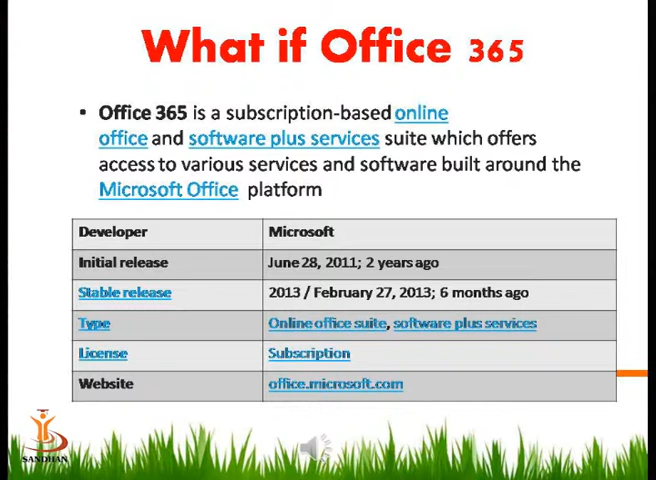 What if Office 365
• Office 365 is a subscription-based online
office and software plus services suite which offers
access to various services and software built around the
Microsoft Office platform
Developer Microsoft
Initial release June 28, 2011; 2 years ago
Stable release 2013 / February 27, 2013; 6 months ago
Type Online office suite, software plus services
License Subscription
Website office.microsoft.com
SANDHAN